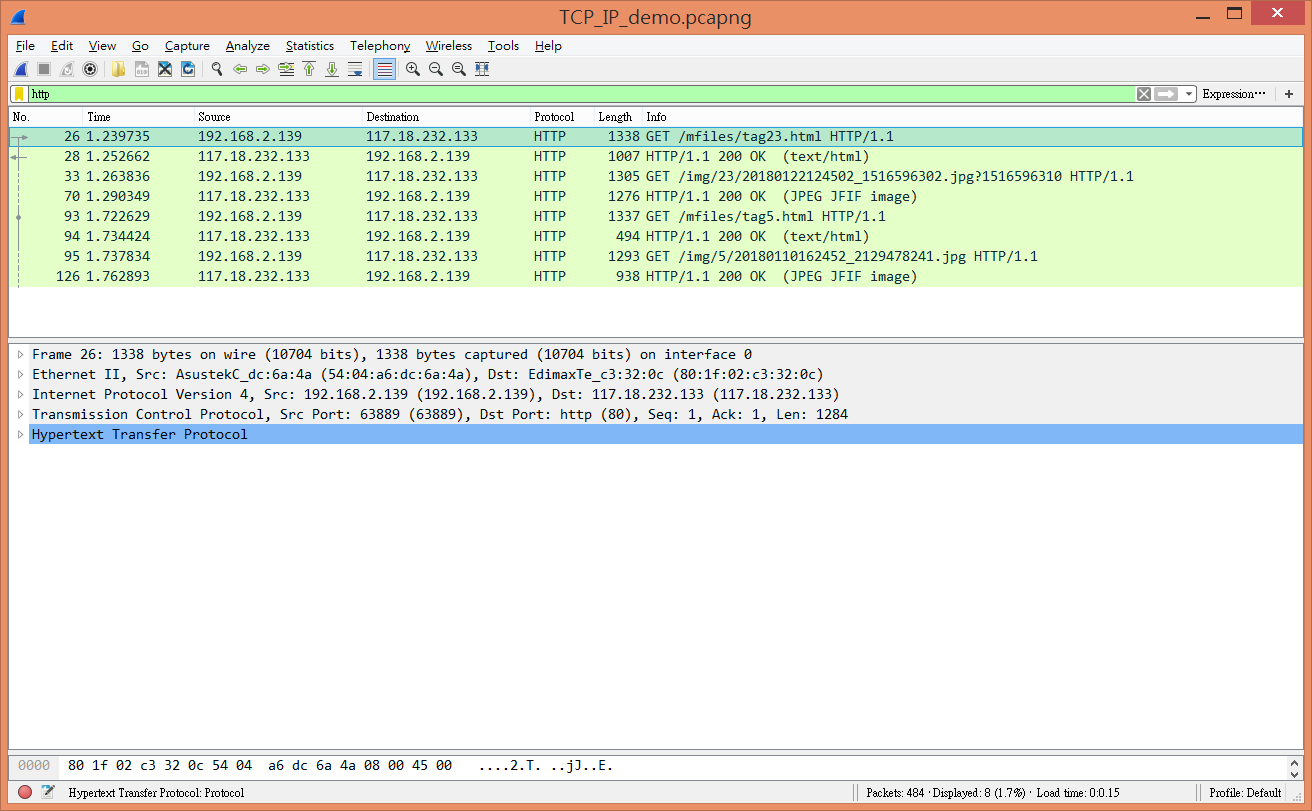 TCP_IP_demo.pcapng
File Edit View Go Capture Analyze Statistics Telephony Wireless Tools Help
http Expression… +
No. Time Source Destination Protocol Length Info
26 1.239735 192.168.2.139 117.18.232.133 HTTP 1338 GET /mfiles/tag23.html HTTP/1.1
28 1.252662 117.18.232.133 192.168.2.139 HTTP 1007 HTTP/1.1 200 OK (text/html)
33 1.263836 192.168.2.139 117.18.232.133 HTTP 1305 GET /img/23/20180122124502_1516596302.jpg?1516596310 HTTP/1.1
70 1.290349 117.18.232.133 192.168.2.139 HTTP 1276 HTTP/1.1 200 OK (JPEG JFIF image)
93 1.722629 192.168.2.139 117.18.232.133 HTTP 1337 GET /mfiles/tag5.html HTTP/1.1
94 1.734424 117.18.232.133 192.168.2.139 HTTP 494 HTTP/1.1 200 OK (text/html)
95 1.737834 192.168.2.139 117.18.232.133 HTTP 1293 GET /img/5/20180110162452_2129478241.jpg HTTP/1.1
126 1.762893 117.18.232.133 192.168.2.139 HTTP 938 HTTP/1.1 200 OK (JPEG JFIF image)
Frame 26: 1338 bytes on wire (10704 bits), 1338 bytes captured (10704 bits) on interface 0
Ethernet II, Src: AsustekC_dc:6a:4a (54:04:a6:dc:6a:4a), Dst: EdimaxTe_c3:32:0c (80:1f:02:c3:32:0c)
Internet Protocol Version 4, Src: 192.168.2.139 (192.168.2.139), Dst: 117.18.232.133 (117.18.232.133)
Transmission Control Protocol, Src Port: 63889 (63889), Dst Port: http (80), Seq: 1, Ack: 1, Len: 1284
Hypertext Transfer Protocol
0000 80 1f 02 c3 32 0c 54 04 a6 dc 6a 4a 08 00 45 00 ....2.T. ..jJ..E.
Hypertext Transfer Protocol: Protocol Packets: 484 · Displayed: 8 (1.7%) · Load time: 0:0.15 Profile: Default